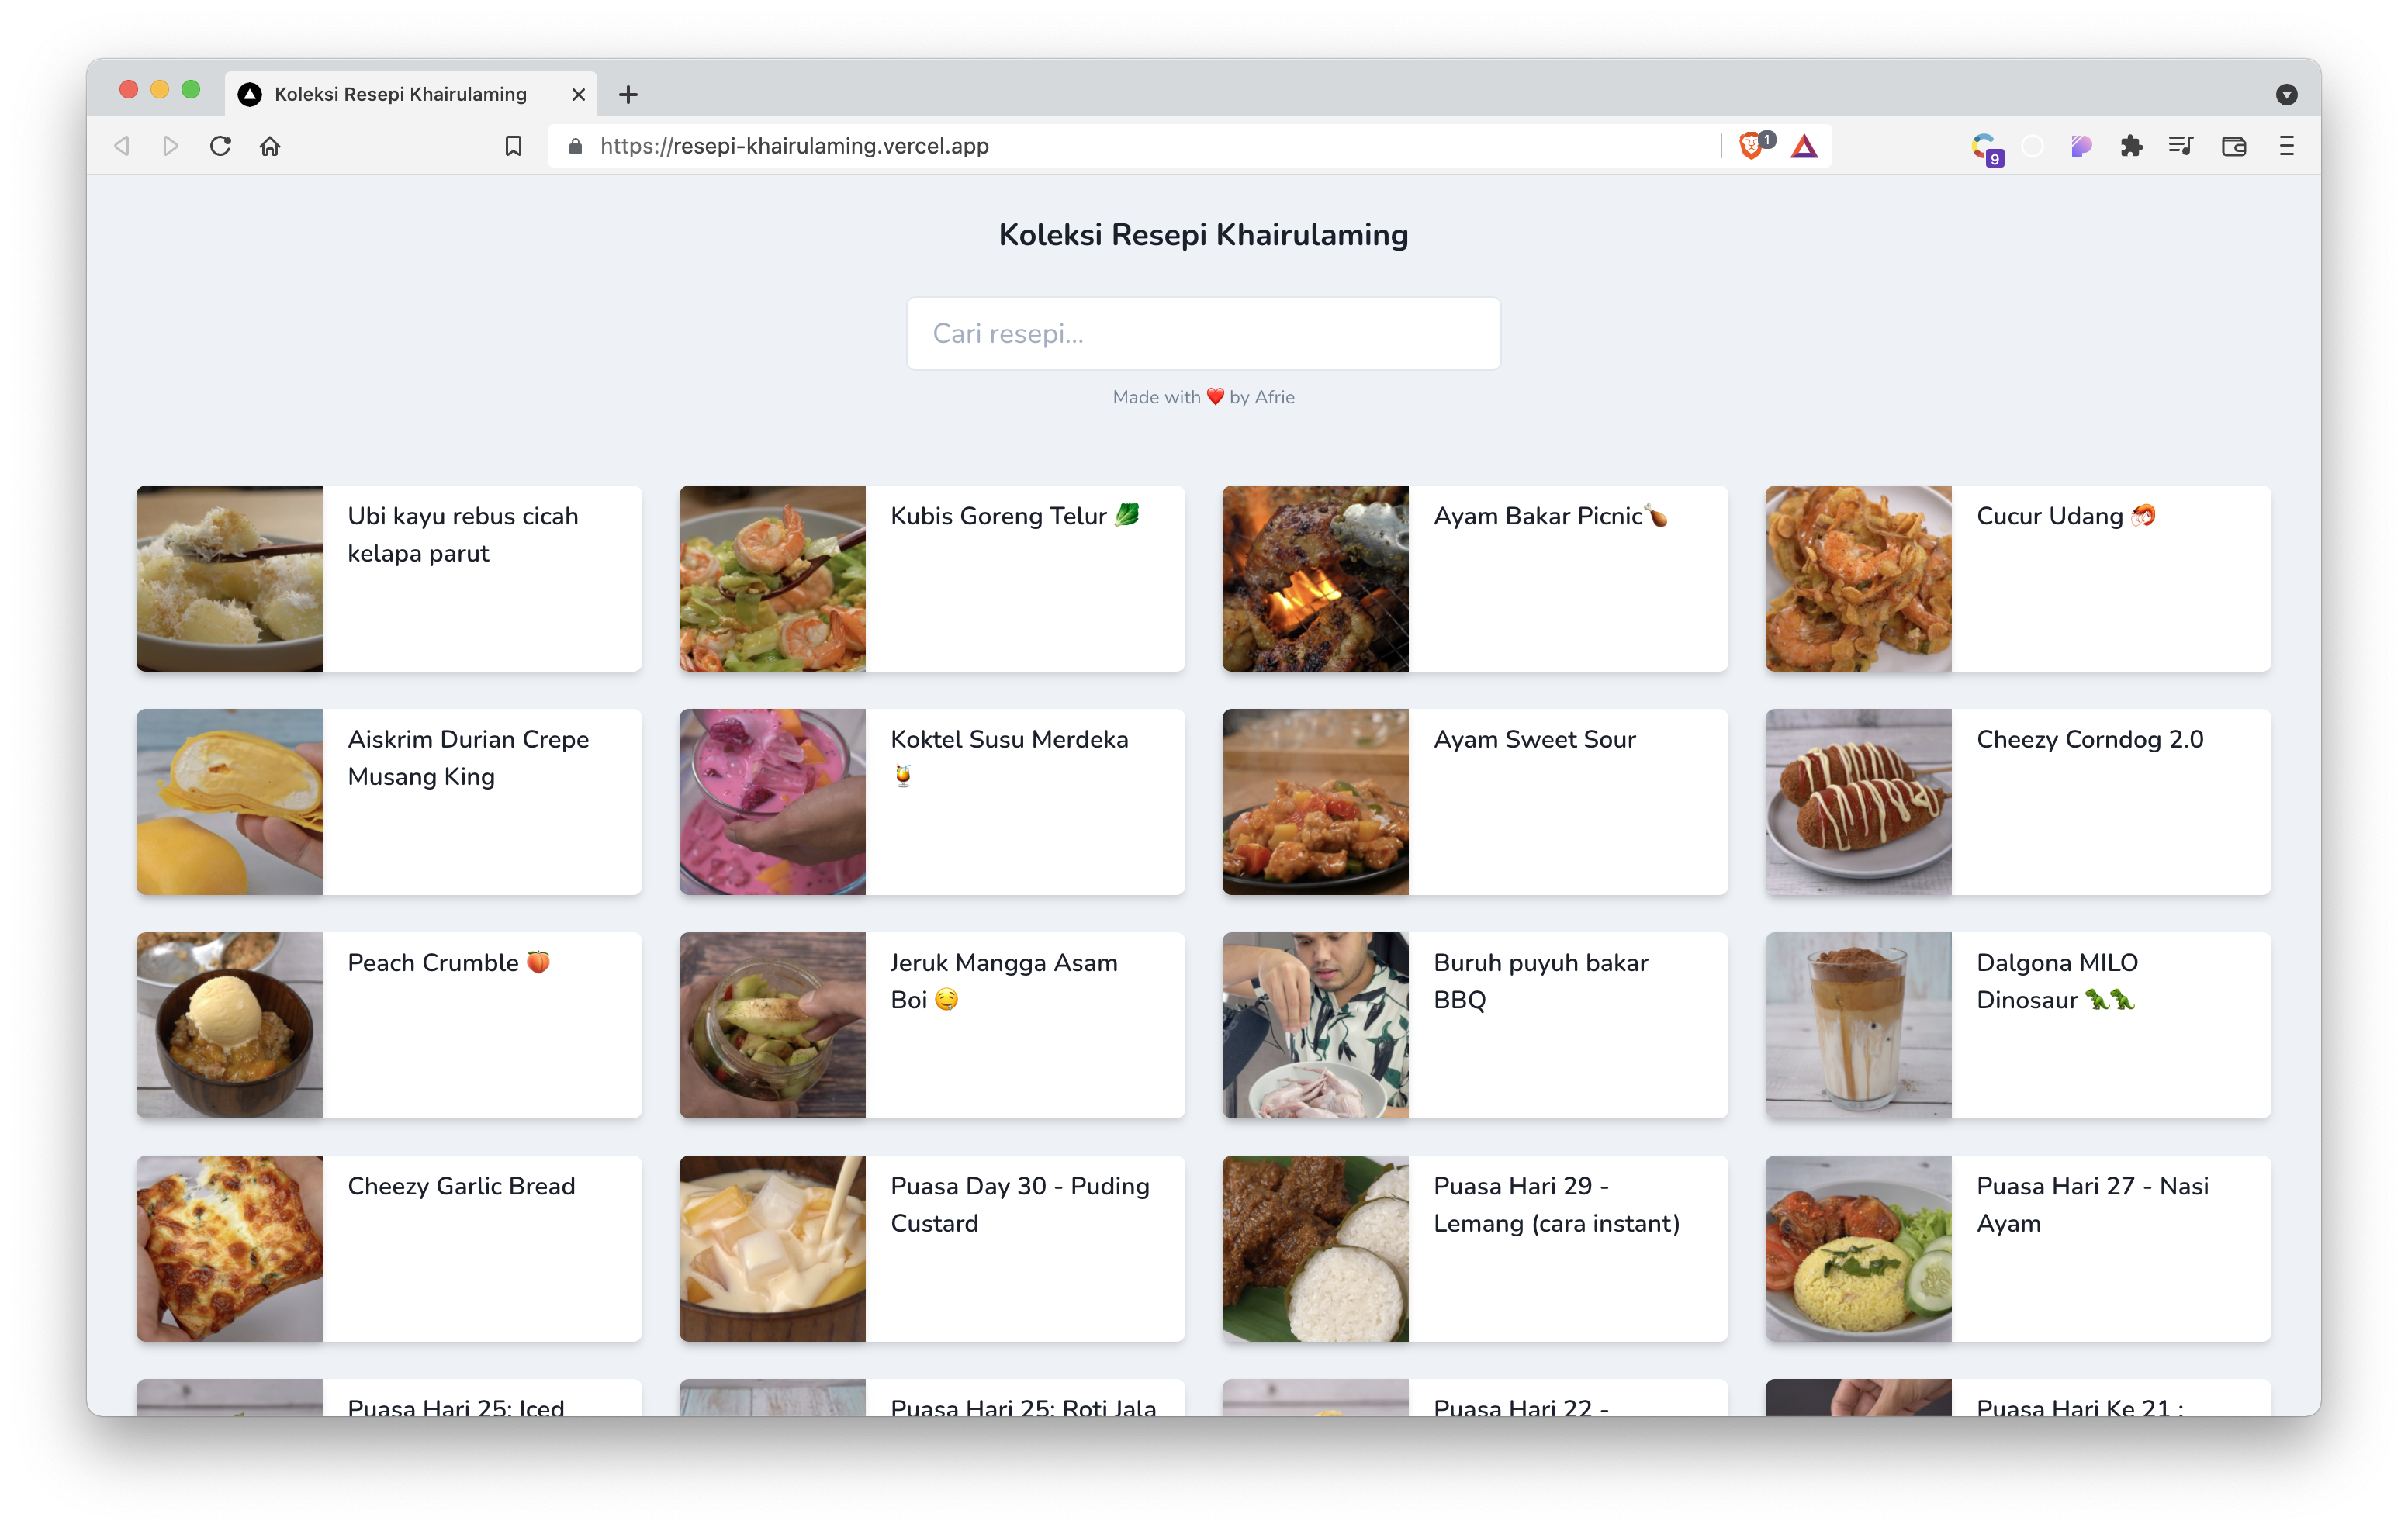 Koleksi Resepi Khairulaming
https://resepi-khairulaming.vercel.app
1
9
Koleksi Resepi Khairulaming
Cari resepi...
Made with ❤️ by Afrie
Ubi kayu rebus cicah
kelapa parut
Kubis Goreng Telur 🥬
Ayam Bakar Picnic🍗
Cucur Udang 🍤
Aiskrim Durian Crepe
Musang King
Koktel Susu Merdeka
🍹
Ayam Sweet Sour
Cheezy Corndog 2.0
Peach Crumble 🍑
Jeruk Mangga Asam
Boi 🤤
Buruh puyuh bakar
BBQ
Dalgona MILO
Dinosaur 🦖🦖
Cheezy Garlic Bread
Puasa Day 30 - Puding
Custard
Puasa Hari 29 -
Lemang (cara instant)
Puasa Hari 27 - Nasi
Ayam
Puasa Hari 25: Iced
Puasa Hari 25: Roti Jala
Puasa Hari 22 -
Puasa Hari Ke 21 :